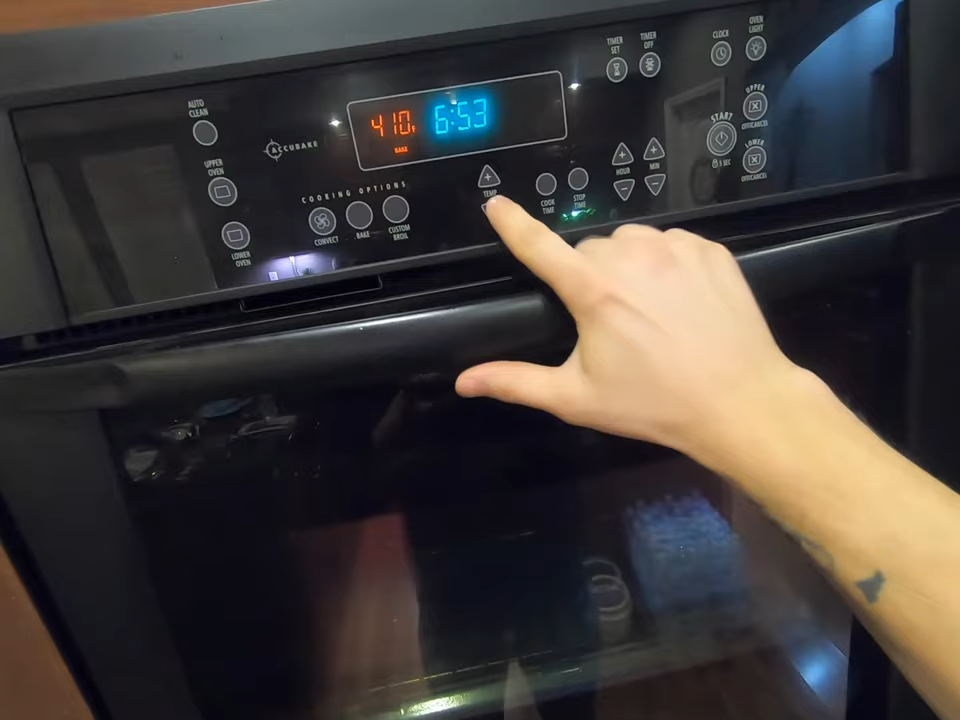 AUTO
CLEAN
UPPER
OVEN
LOWER
OVEN
ACCUBAKE
COOKING OPTIONS
CONVECT
BAKE
CUSTOM
BROIL
410F
BAKE
6:53
TEMP
COOK
TIME
STOP
TIME
HOUR
MIN
TIMER
SET
TIMER
OFF
CLOCK
OVEN
LIGHT
START
UPPER
OFF/CANCEL
LOWER
OFF/CANCEL